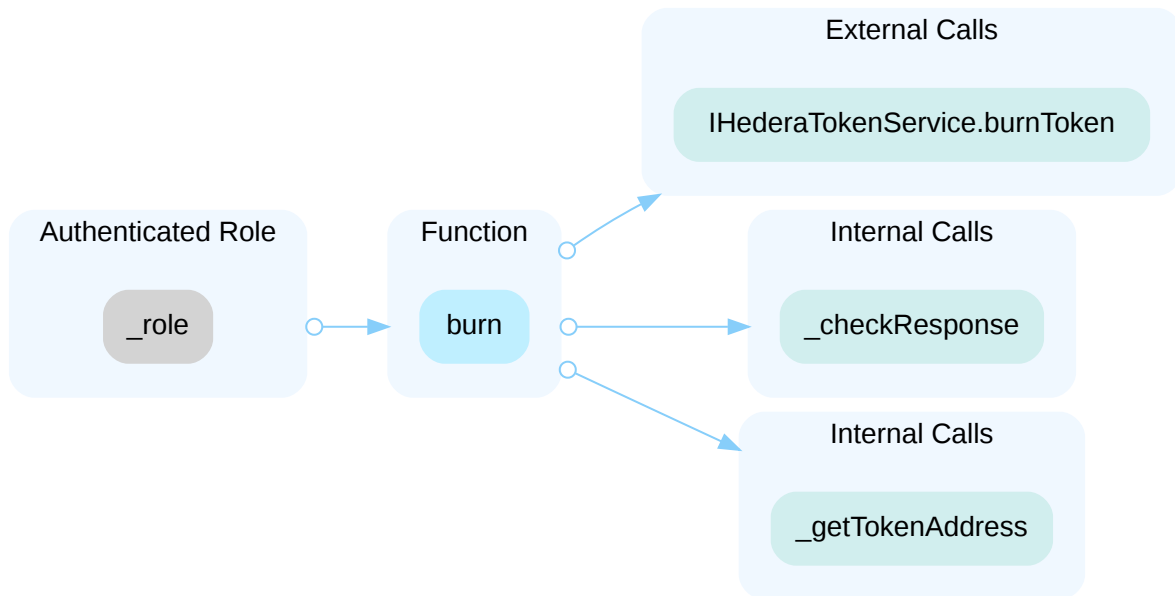 External Calls
IHederaTokenService.burnToken
Authenticated Role
_role
Function
burn
Internal Calls
_checkResponse
Internal Calls
_getTokenAddress